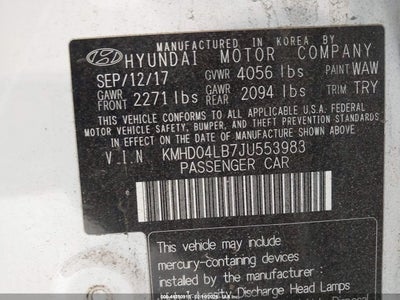 MANUFACTURED IN KOREA BY
HYUNDAI MOTOR COMPANY
SEP/12/17 GVWR 4056 lbs PAINT WAW
GAWR FRONT 2271 lbs GAWR REAR 2094 lbs TRIM TRY
THIS VEHICLE CONFORMS TO ALL APPLICABLE U.S.A. FEDERAL
MOTOR VEHICLE SAFETY, BUMPER, AND THEFT PREVENTION
STANDARDS IN EFFECT ON THE DATE OF MANUFACTURE SHOWN ABOVE.
V.I.N KMHD04LB7JU553983
PASSENGER CAR
This vehicle may have
mercury-containing devices
installed by the manufacturer:
Intensity Discharge Head Lamps